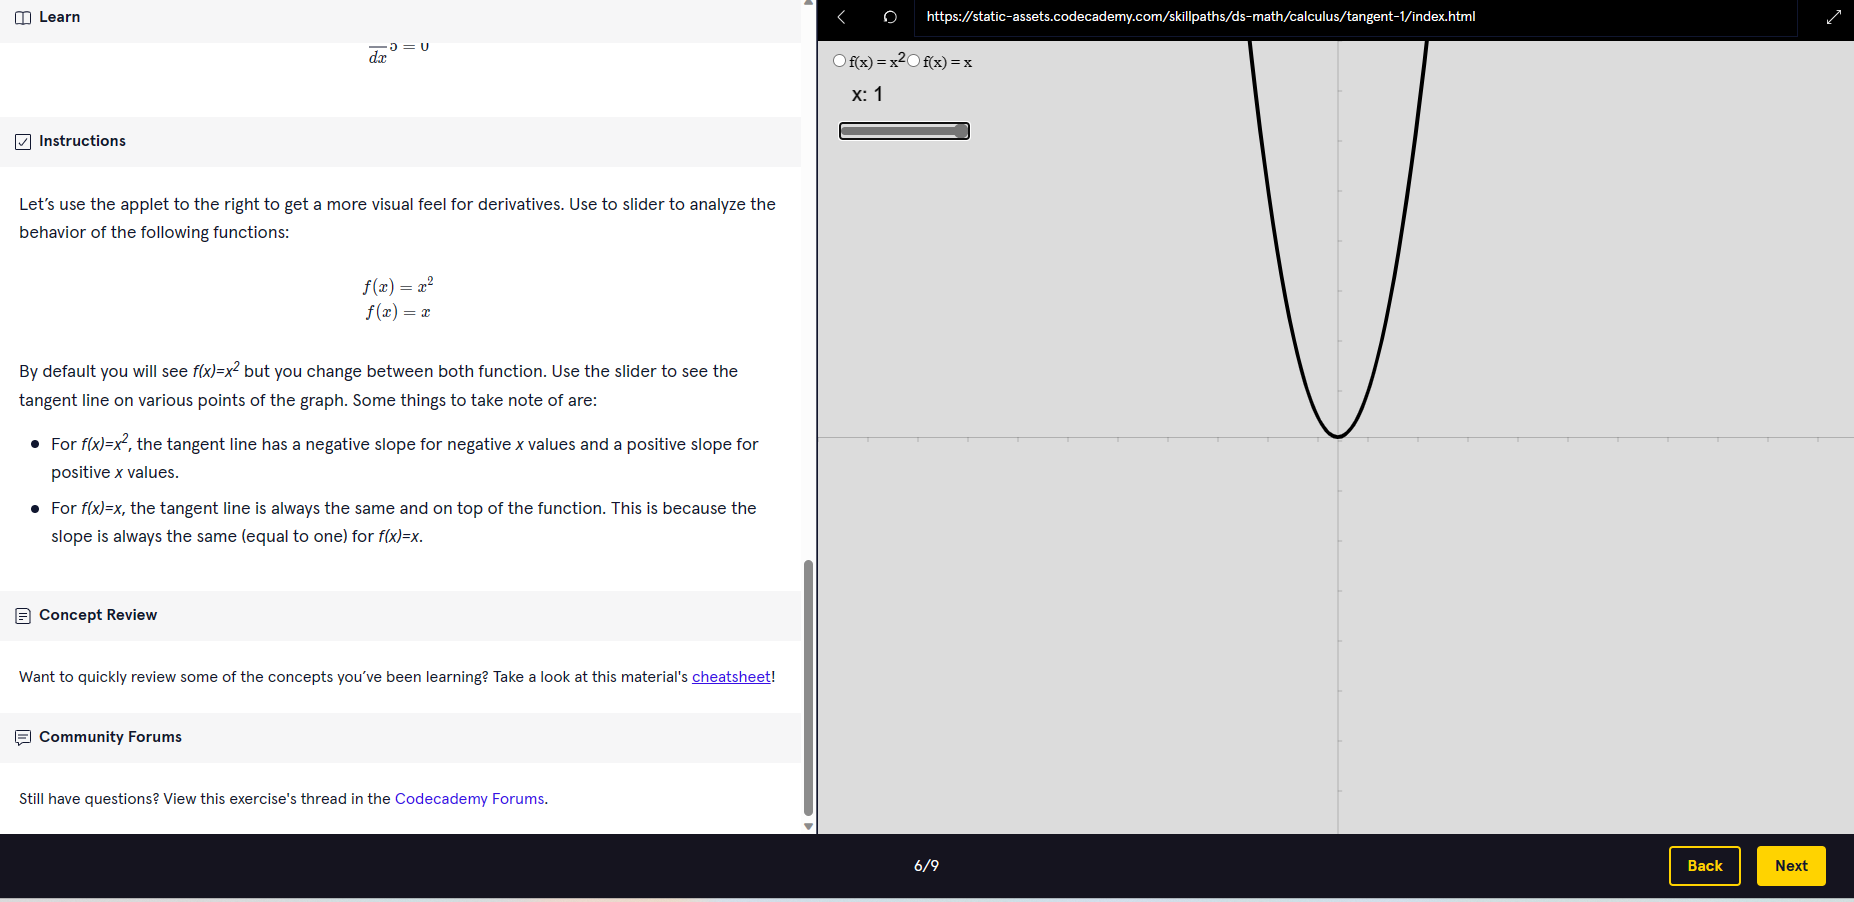 Learn
dx 5 = 0
Instructions
Let’s use the applet to the right to get a more visual feel for derivatives. Use to slider to analyze the
behavior of the following functions:
f(x) = x²
f(x) = x
By default you will see f(x)=x² but you change between both function. Use the slider to see the
tangent line on various points of the graph. Some things to take note of are:
• For f(x)=x², the tangent line has a negative slope for negative x values and a positive slope for
positive x values.
• For f(x)=x, the tangent line is always the same and on top of the function. This is because the
slope is always the same (equal to one) for f(x)=x.
Concept Review
Want to quickly review some of the concepts you’ve been learning? Take a look at this material's cheatsheet!
Community Forums
Still have questions? View this exercise's thread in the Codecademy Forums.
https://static-assets.codecademy.com/skillpaths/ds-math/calculus/tangent-1/index.html
f(x) = x² f(x) = x
x: 1
6/9
Back
Next